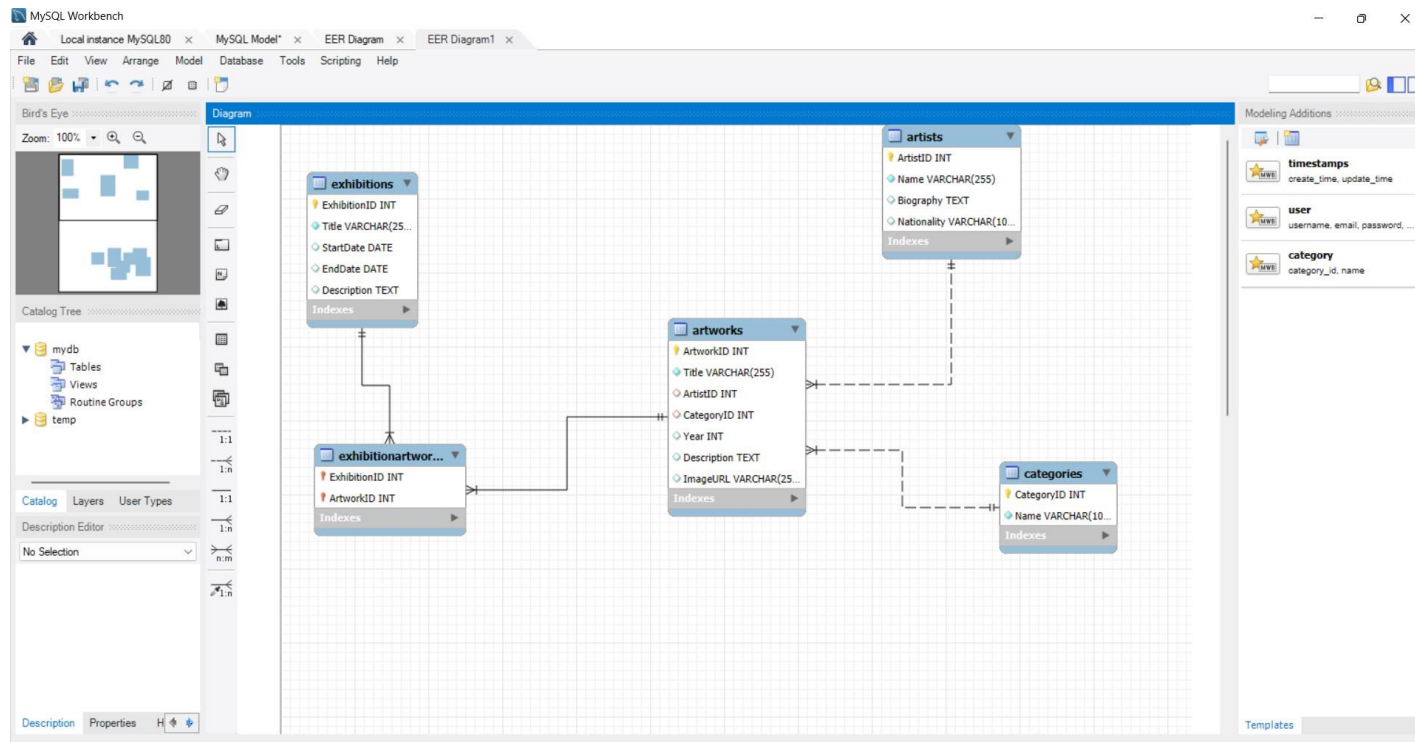 MySQL Workbench
Local instance MySQL80 × MySQL Model* × EER Diagram × EER Diagram1 ×
File Edit View Arrange Model Database Tools Scripting Help
Bird's Eye
Zoom: 100%
Catalog Tree
mydb
Tables
Views
Routine Groups
temp
Catalog Layers User Types
Description Editor
No Selection
Description Properties H
Diagram
1:1
1:n
1:1
1:n
n:m
1:n
exhibitions
ExhibitionID INT
Title VARCHAR(25...
StartDate DATE
EndDate DATE
Description TEXT
Indexes
exhibitionartwor...
ExhibitionID INT
ArtworkID INT
Indexes
artworks
ArtworkID INT
Title VARCHAR(255)
ArtistID INT
CategoryID INT
Year INT
Description TEXT
ImageURL VARCHAR(25...
Indexes
artists
ArtistID INT
Name VARCHAR(255)
Biography TEXT
Nationality VARCHAR(10...
Indexes
categories
CategoryID INT
Name VARCHAR(10...
Indexes
Modeling Additions
MWB
timestamps
create_time, update_time
MWB
user
username, email, password, ...
MWB
category
category_id, name
Templates